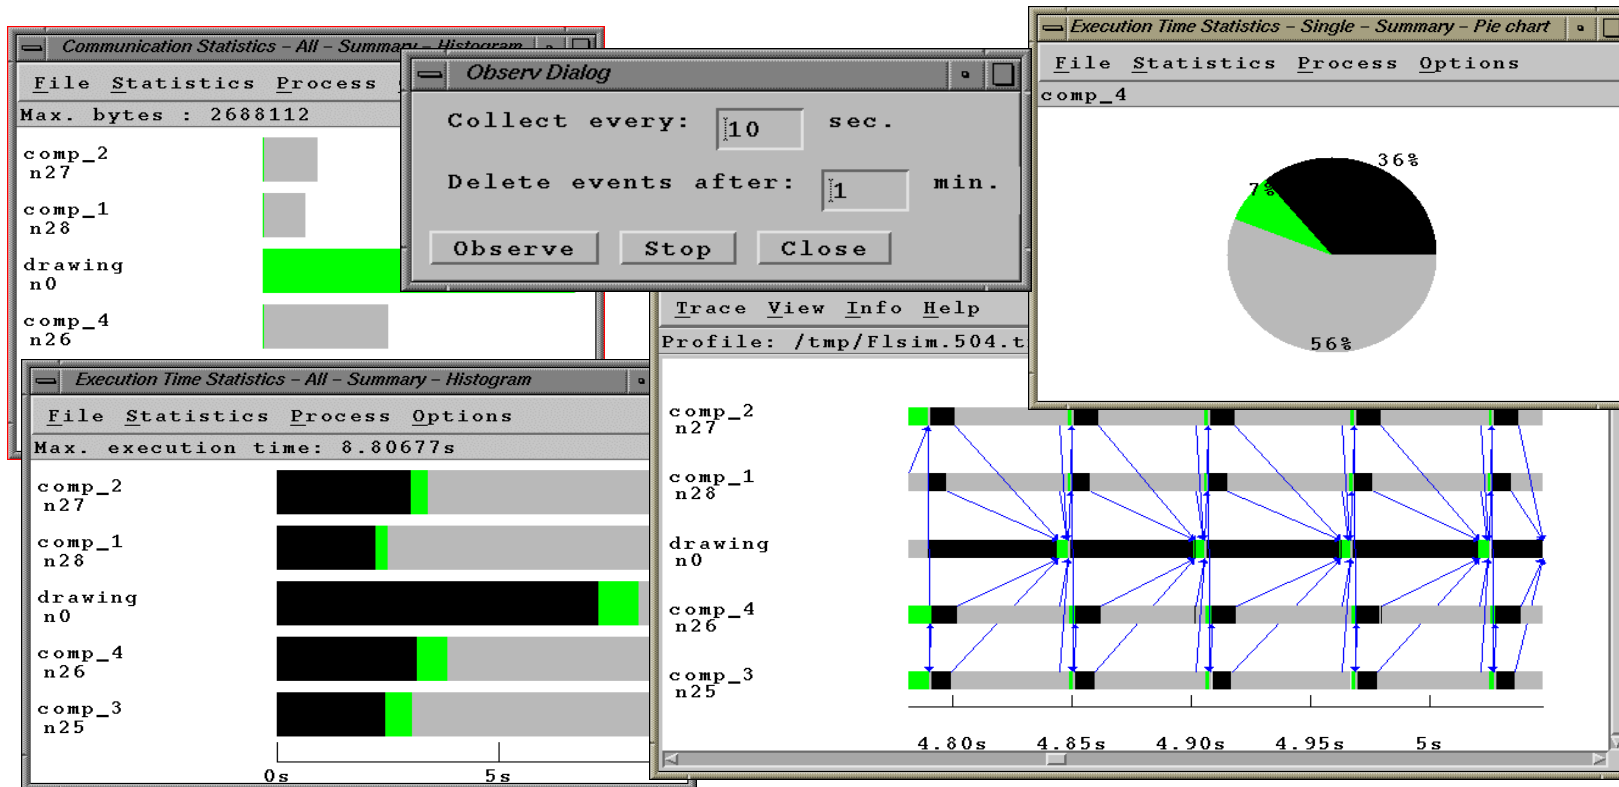 Communication Statistics – All – Summary – Histogram
File Statistics Process
Max. bytes : 2688112
comp_2
n27
comp_1
n28
drawing
n0
comp_4
n26
Observ Dialog
Collect every: 10 sec.
Delete events after: 1 min.
Observe Stop Close
Execution Time Statistics – Single – Summary – Pie chart
File Statistics Process Options
comp_4
36%
7%
56%
Execution Time Statistics – All – Summary – Histogram
File Statistics Process Options
Max. execution time: 8.80677s
comp_2
n27
comp_1
n28
drawing
n0
comp_4
n26
comp_3
n25
0s 5s
Trace View Info Help
Profile: /tmp/Flsim.504.t
comp_2
n27
comp_1
n28
drawing
n0
comp_4
n26
comp_3
n25
4.80s 4.85s 4.90s 4.95s 5s